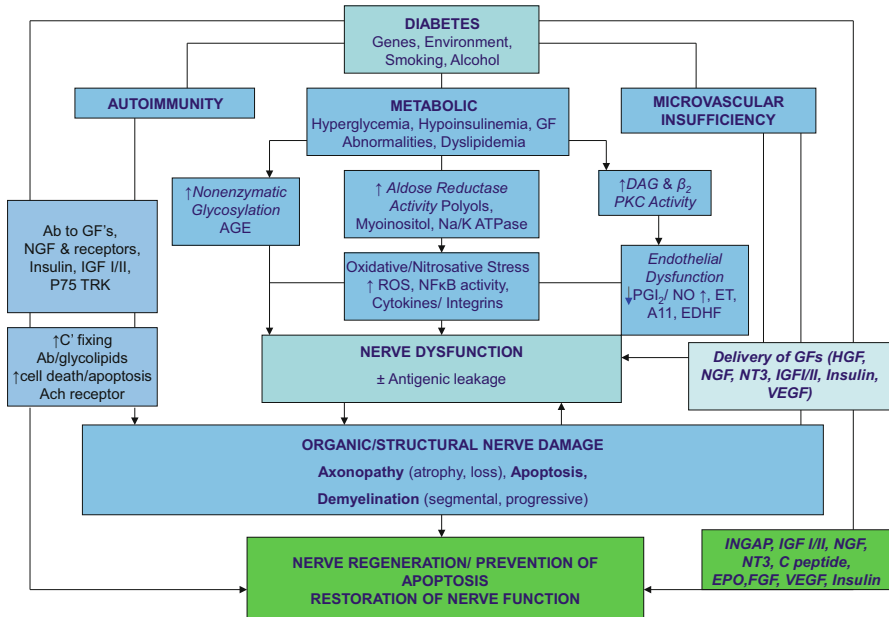 DIABETES
Genes, Environment,
Smoking, Alcohol
AUTOIMMUNITY
METABOLIC
Hyperglycemia, Hypoinsulinemia, GF
Abnormalities, Dyslipidemia
MICROVASCULAR
INSUFFICIENCY
↑Nonenzymatic
Glycosylation
AGE
↑ Aldose Reductase
Activity Polyols,
Myoinositol, Na/K ATPase
↑DAG & β₂
PKC Activity
Ab to GF's,
NGF & receptors,
Insulin, IGF I/II,
P75 TRK
Oxidative/Nitrosative Stress
↑ ROS, NFκB activity,
Cytokines/ Integrins
Endothelial
Dysfunction
↓PGI₂/ NO ↑, ET,
A11, EDHF
↑C' fixing
Ab/glycolipids
↑cell death/apoptosis
Ach receptor
NERVE DYSFUNCTION
± Antigenic leakage
Delivery of GFs (HGF,
NGF, NT3, IGFI/II, Insulin,
VEGF)
ORGANIC/STRUCTURAL NERVE DAMAGE
Axonopathy (atrophy, loss), Apoptosis,
Demyelination (segmental, progressive)
NERVE REGENERATION/ PREVENTION OF
APOPTOSIS
RESTORATION OF NERVE FUNCTION
INGAP, IGF I/II, NGF,
NT3, C peptide,
EPO,FGF, VEGF, Insulin